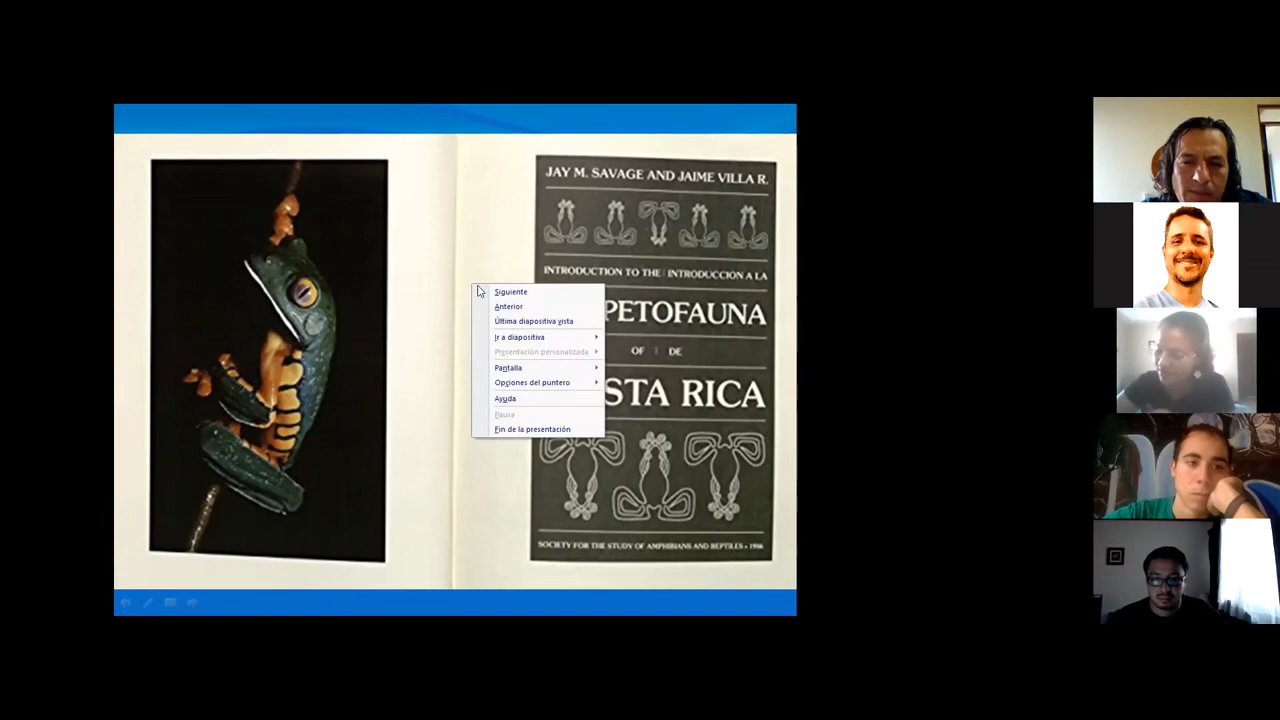 JAY M. SAVAGE AND JAIME VILLA R.
INTRODUCTION TO THE | INTRODUCCION A LA
PETOFAUNA
OF | DE
STA RICA
SOCIETY FOR THE STUDY OF AMPHIBIANS AND REPTILES • 1986
Siguiente
Anterior
Última diapositiva vista
Ir a diapositiva
Presentación personalizada
Pantalla
Opciones del puntero
Ayuda
Pausa
Fin de la presentación